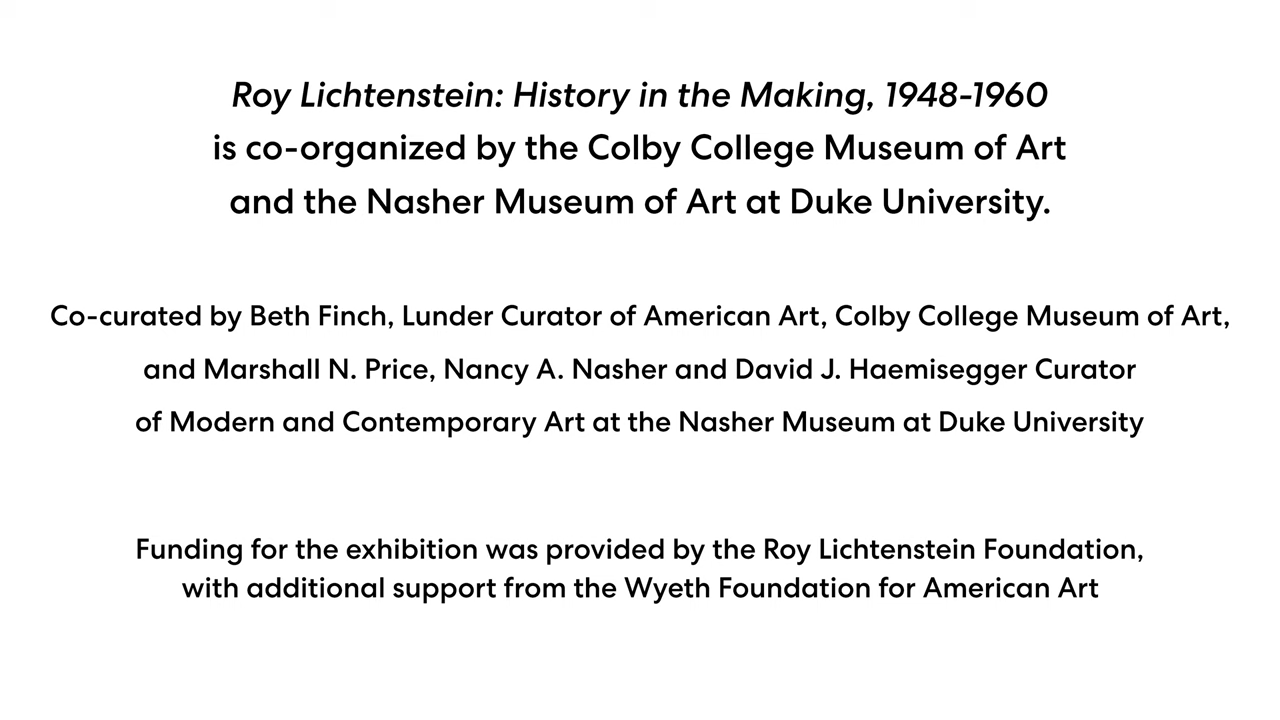 Roy Lichtenstein: History in the Making, 1948-1960
is co-organized by the Colby College Museum of Art
and the Nasher Museum of Art at Duke University.
Co-curated by Beth Finch, Lunder Curator of American Art, Colby College Museum of Art,
and Marshall N. Price, Nancy A. Nasher and David J. Haemisegger Curator
of Modern and Contemporary Art at the Nasher Museum at Duke University
Funding for the exhibition was provided by the Roy Lichtenstein Foundation,
with additional support from the Wyeth Foundation for American Art